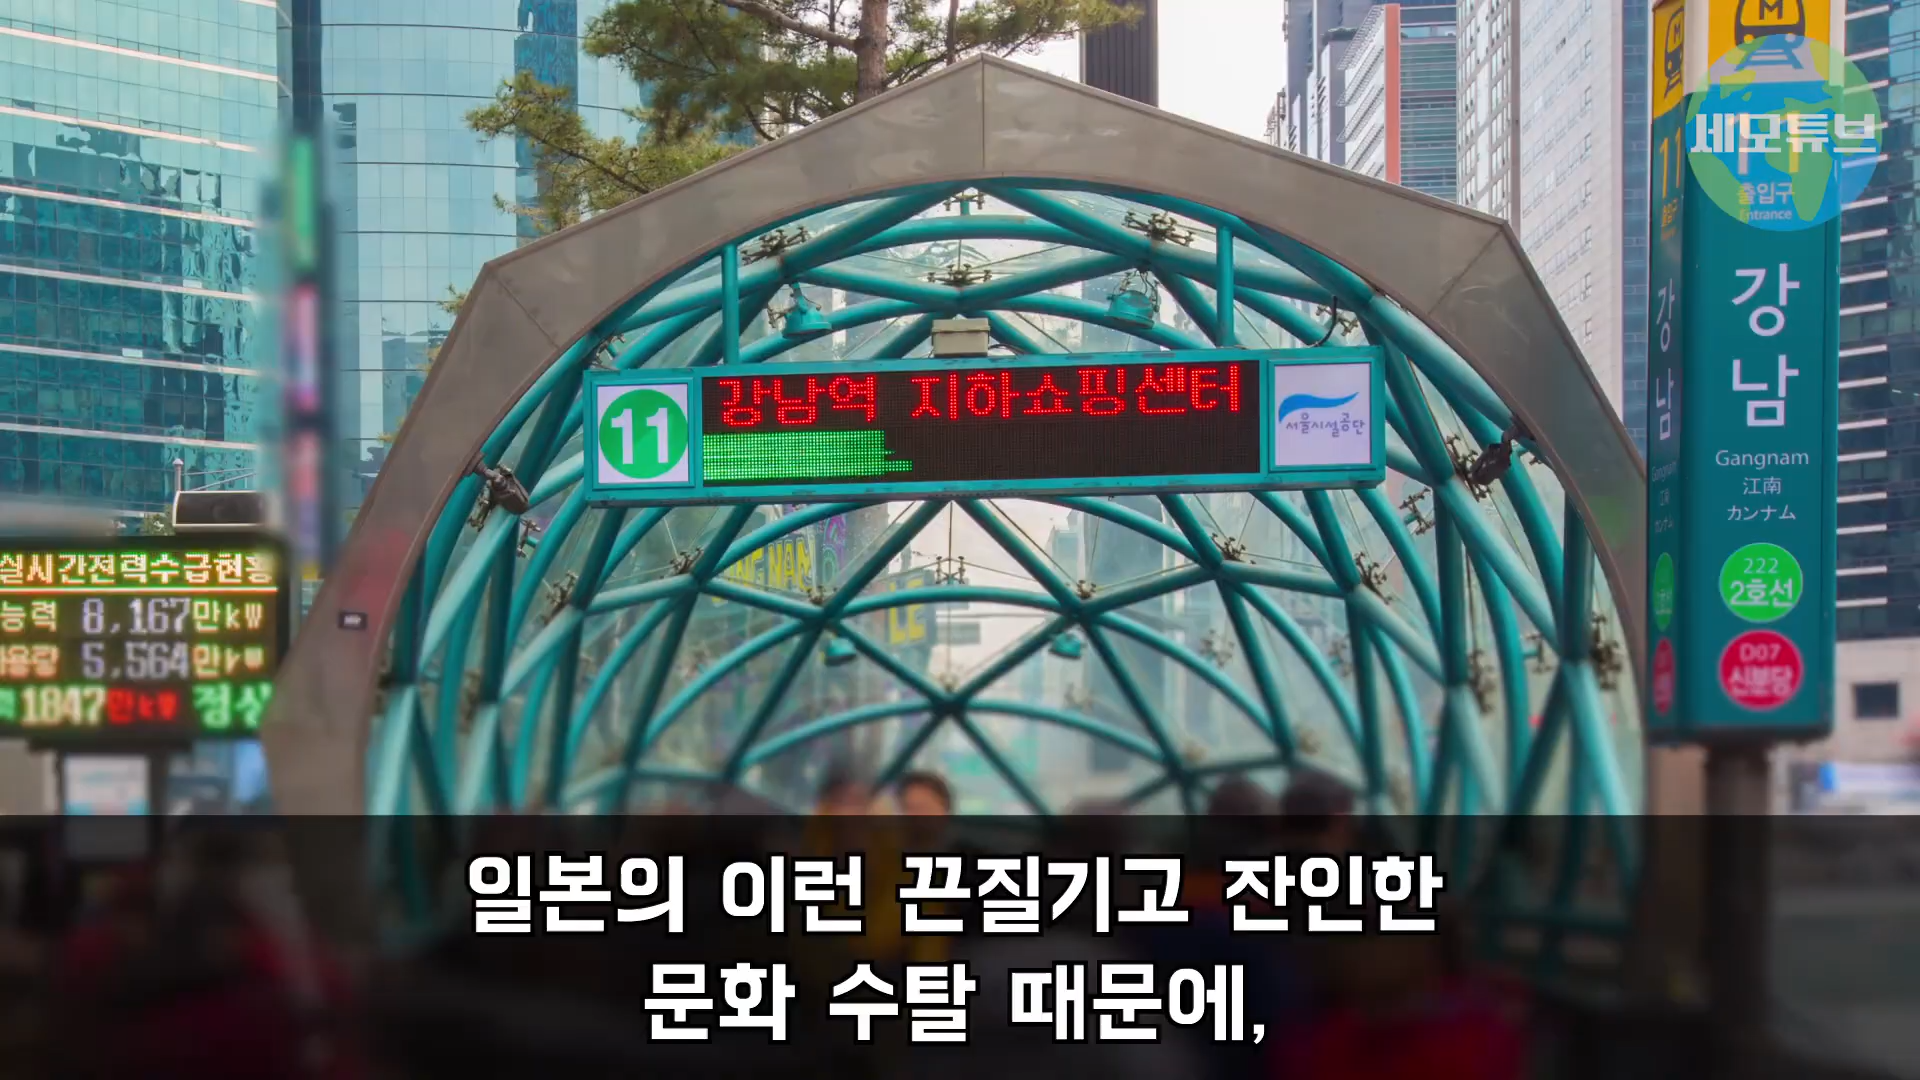 세모튜브
11
출입구
Entrance
강남
Gangnam
江南
カンナム
222
2호선
D07
신분당
11
강남역 지하쇼핑센터
서울시설공단
실시간전력수급현황
능력 8,167만kW
사용량 5,564만kW
1847만kW 정상
일본의 이런 끈질기고 잔인한
문화 수탈 때문에,